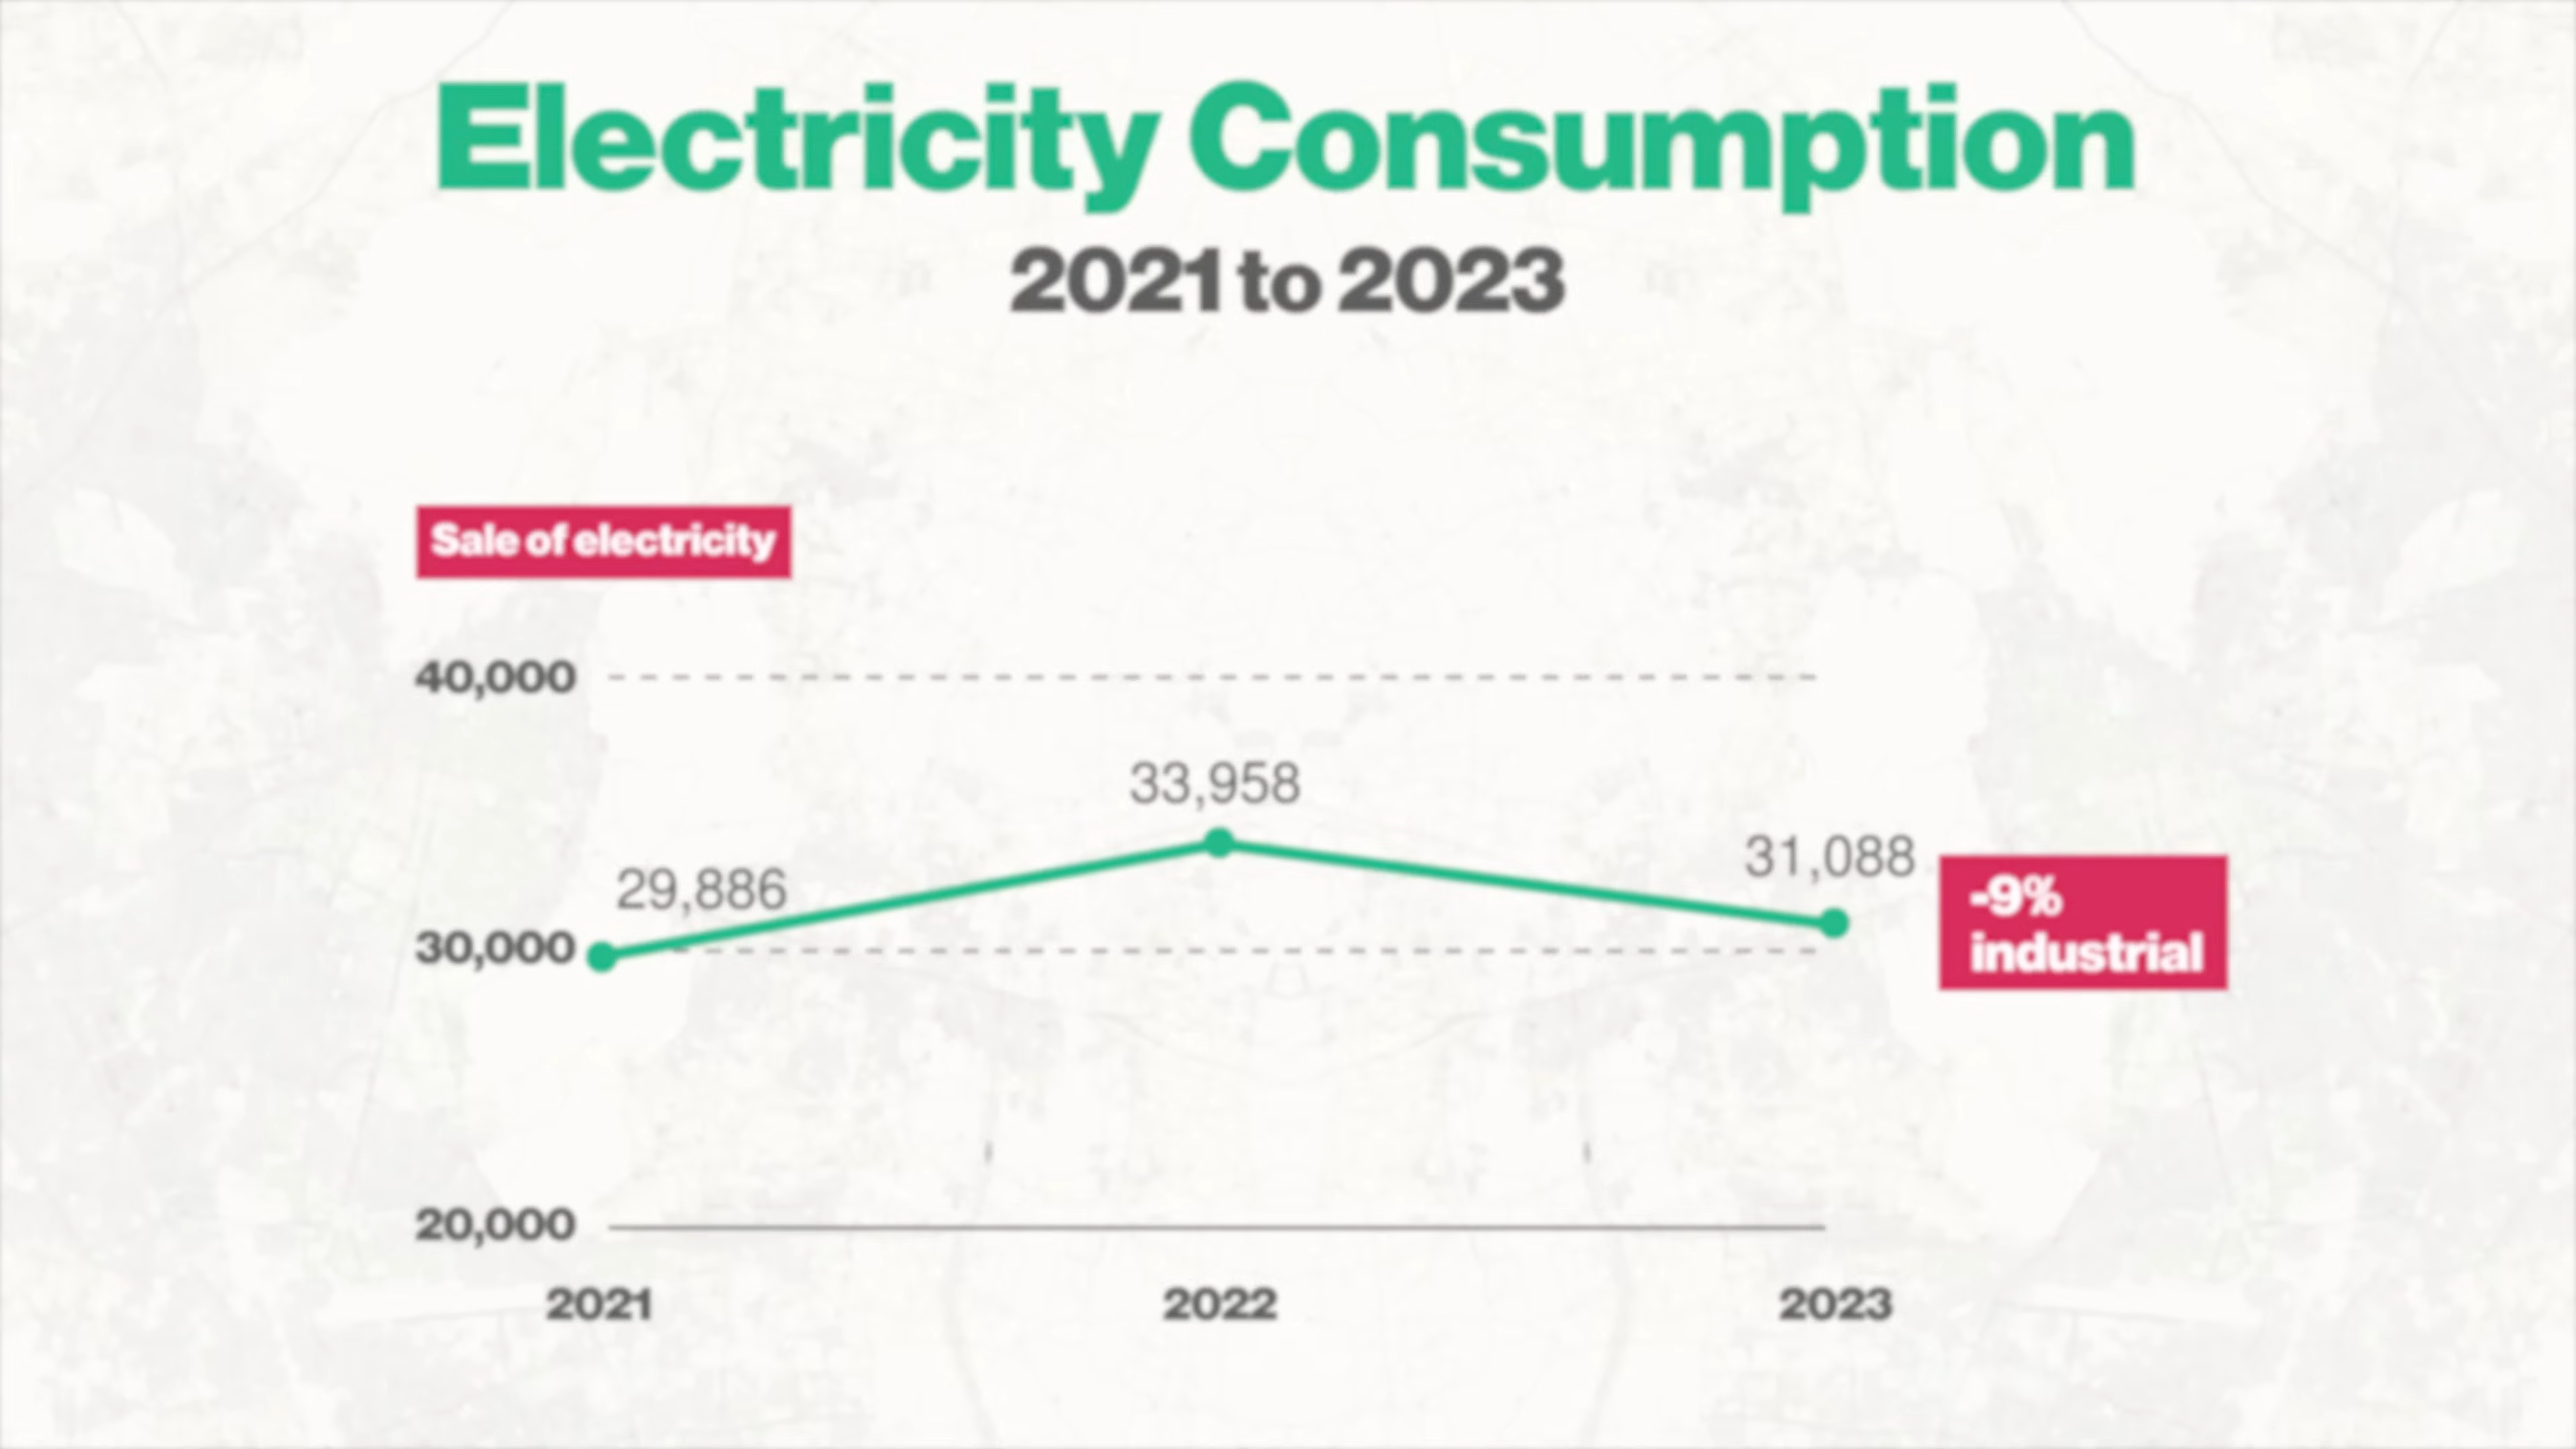 Electricity Consumption
2021 to 2023
Sale of electricity
40,000
33,958
31,088
29,886
-9%
industrial
30,000
20,000
2021
2022
2023